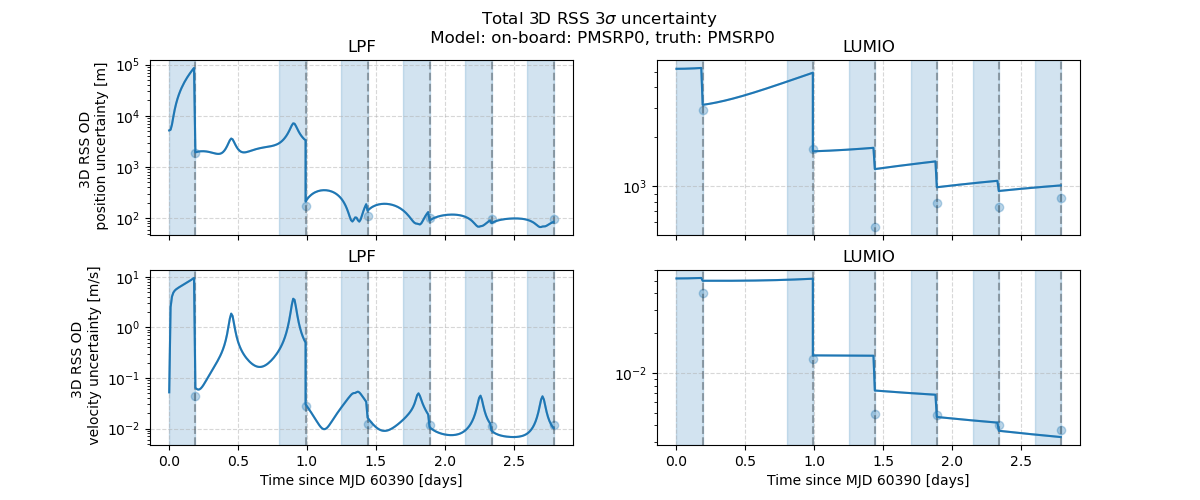 Total 3D RSS 3σ uncertainty
Model: on-board: PMSRP0, truth: PMSRP0
LPF
LUMIO
3D RSS OD
position uncertainty [m]
10^5
10^4
10^3
10^2
10^3
LPF
LUMIO
3D RSS OD
velocity uncertainty [m/s]
10^1
10^0
10^−1
10^−2
10^−2
0.0 0.5 1.0 1.5 2.0 2.5
0.0 0.5 1.0 1.5 2.0 2.5
Time since MJD 60390 [days]
Time since MJD 60390 [days]